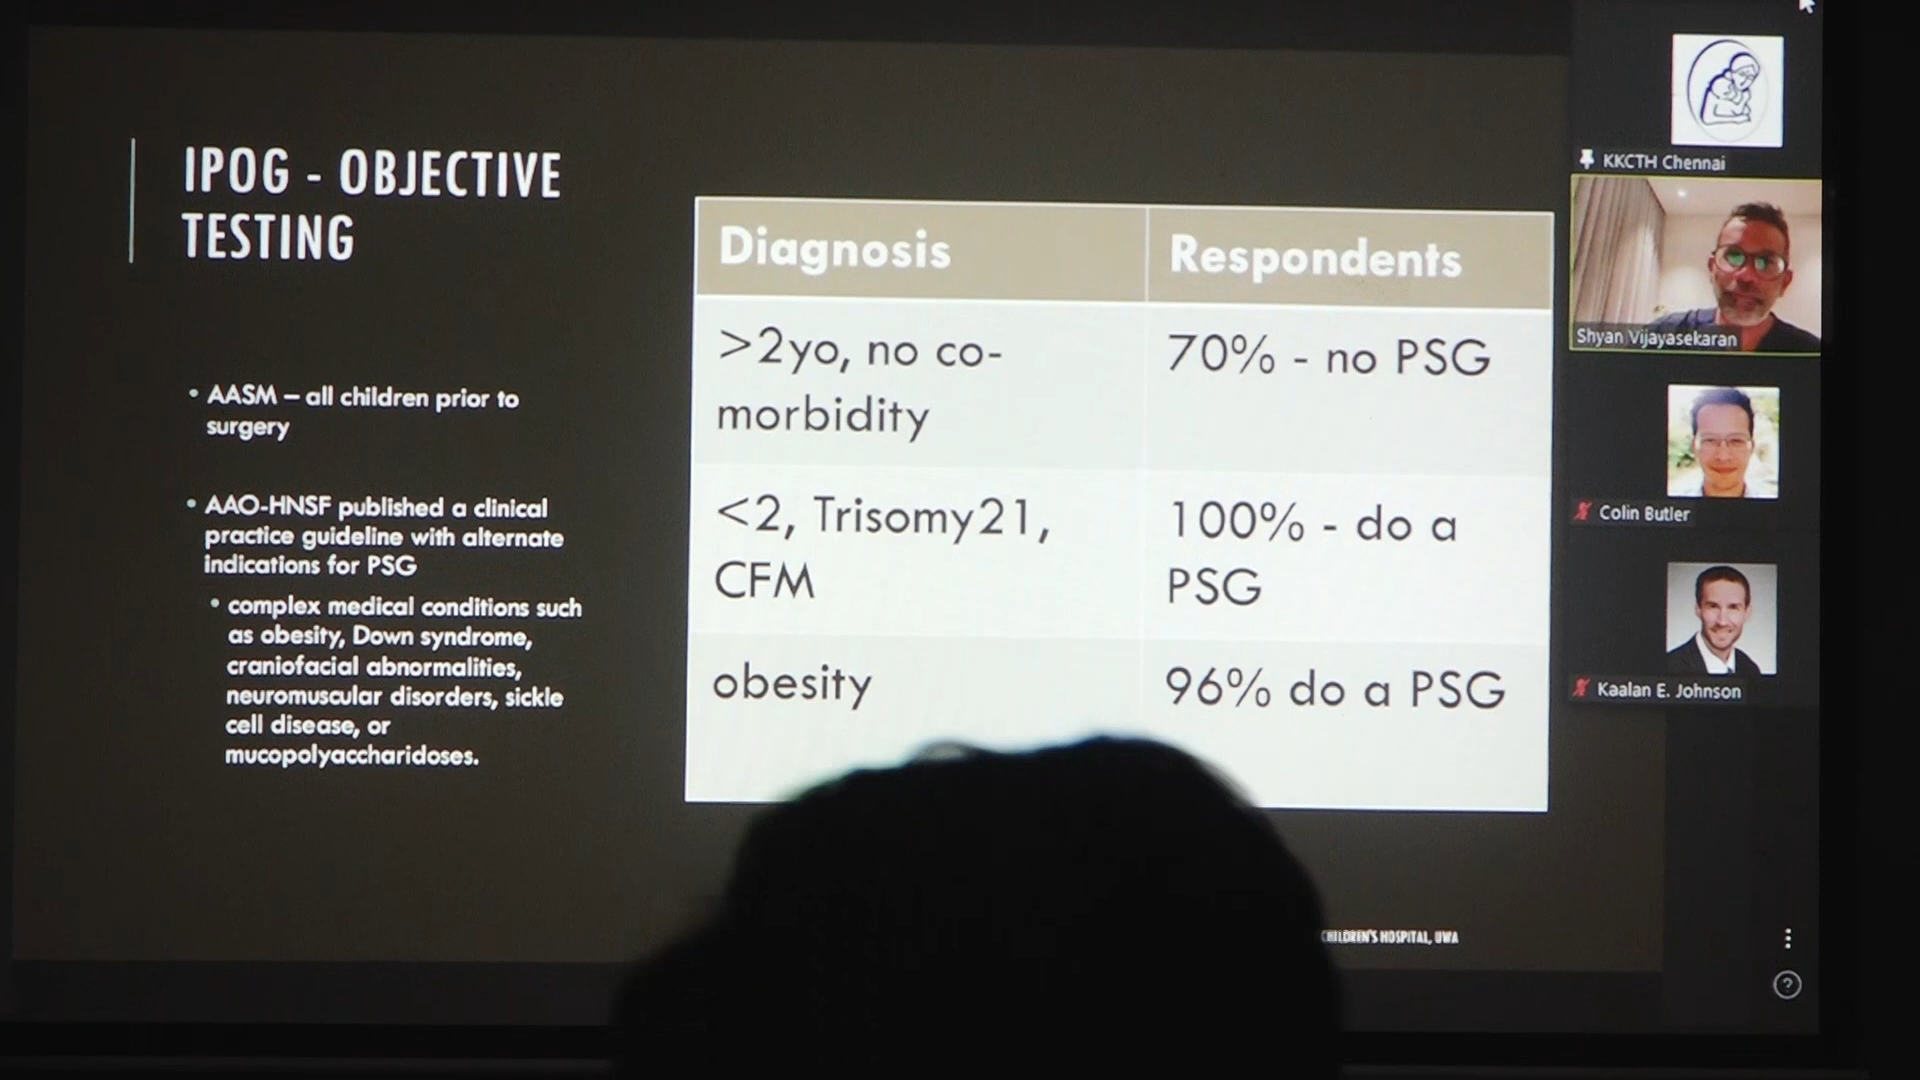 IPOG - OBJECTIVE
TESTING
• AASM – all children prior to
surgery
• AAO-HNSF published a clinical
practice guideline with alternate
indications for PSG
• complex medical conditions such
as obesity, Down syndrome,
craniofacial abnormalities,
neuromuscular disorders, sickle
cell disease, or
mucopolyaccharidoses.
Diagnosis
Respondents
>2yo, no co-
morbidity
70% - no PSG
<2, Trisomy21,
CFM
100% - do a
PSG
obesity
96% do a PSG
CHILDREN'S HOSPITAL, UWA
KKCTH Chennai
Shyan Vijayasekaran
Colin Butler
Kaalan E. Johnson
?